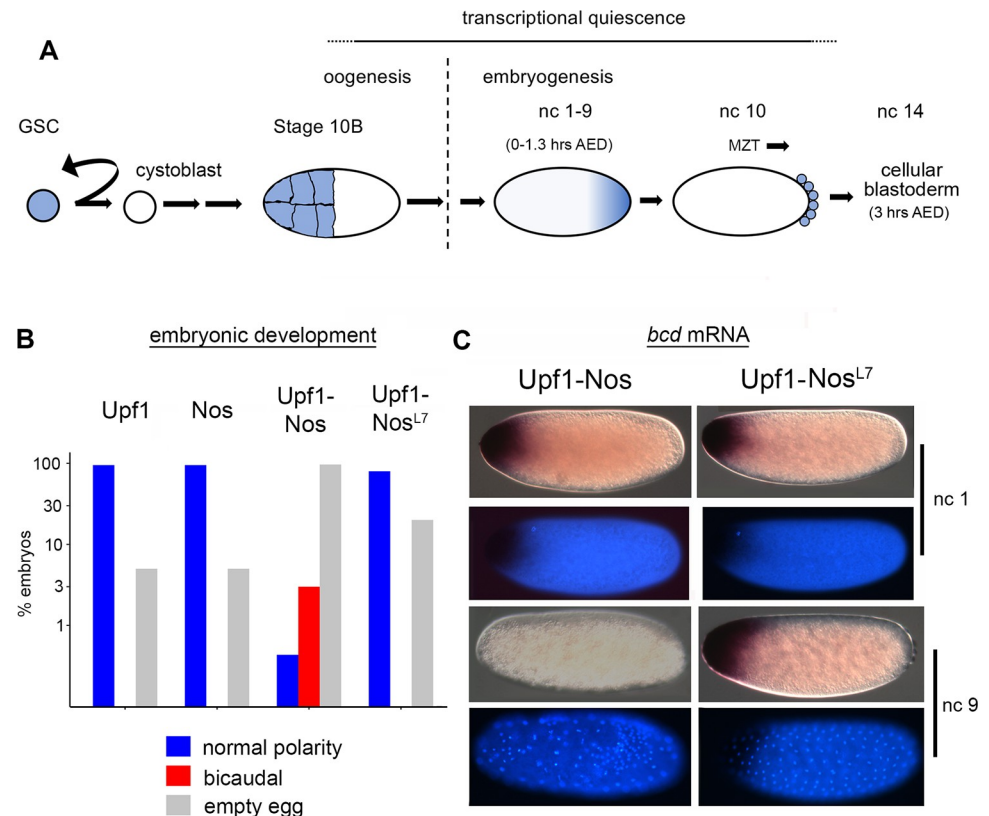 transcriptional quiescence
A
oogenesis
embryogenesis
GSC
cystoblast
Stage 10B
nc 1-9
(0-1.3 hrs AED)
nc 10
MZT
nc 14
cellular
blastoderm
(3 hrs AED)
B
embryonic development
Upf1
Nos
Upf1-
Nos
Upf1-
NosL7
% embryos
100
30
10
3
1
normal polarity
bicaudal
empty egg
C
bcd mRNA
Upf1-Nos
Upf1-NosL7
nc 1
nc 9